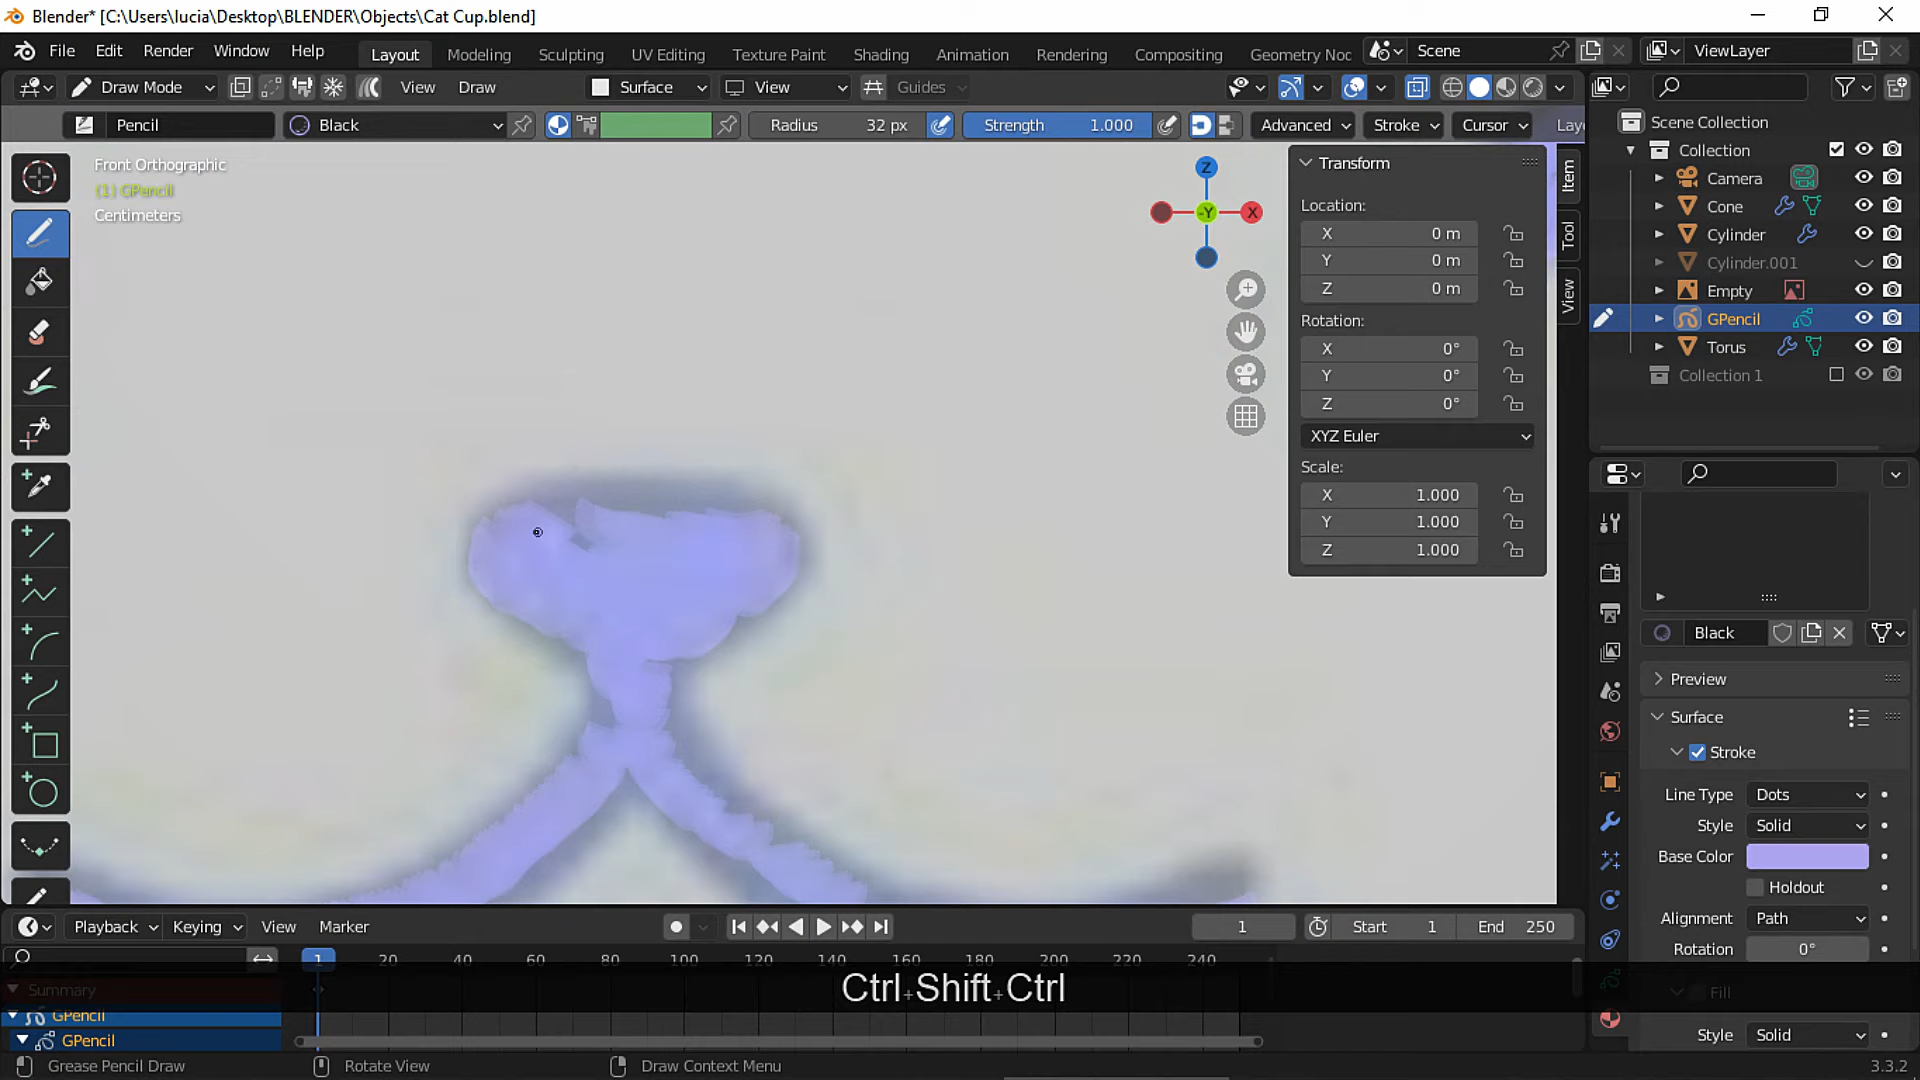 Blender* [C:\Users\lucia\Desktop\BLENDER\Objects\Cat Cup.blend]
File Edit Render Window Help Layout Modeling Sculpting UV Editing Texture Paint Shading Animation Rendering Compositing Geometry Noc Scene ViewLayer
Draw Mode View Draw Surface View Guides
Pencil Black Radius 32 px Strength 1.000 Advanced Stroke Cursor Lay
Front Orthographic
(1) GPencil
Centimeters
Z
-Y
X
Transform
Location:
X 0 m
Y 0 m
Z 0 m
Rotation:
X 0°
Y 0°
Z 0°
XYZ Euler
Scale:
X 1.000
Y 1.000
Z 1.000
Item
Tool
View
Scene Collection
Collection
Camera
Cone
Cylinder
Cylinder.001
Empty
GPencil
Torus
Collection 1
Black
Preview
Surface
Stroke
Line Type Dots
Style Solid
Base Color
Holdout
Alignment Path
Rotation 0°
Fill
Style Solid
Playback Keying View Marker 1 Start 1 End 250
1 20 40 60 80 100 120 140 160 180 200 220 240
Summary
GPencil
GPencil
Ctrl+Shift+Ctrl
Grease Pencil Draw Rotate View Draw Context Menu 3.3.2